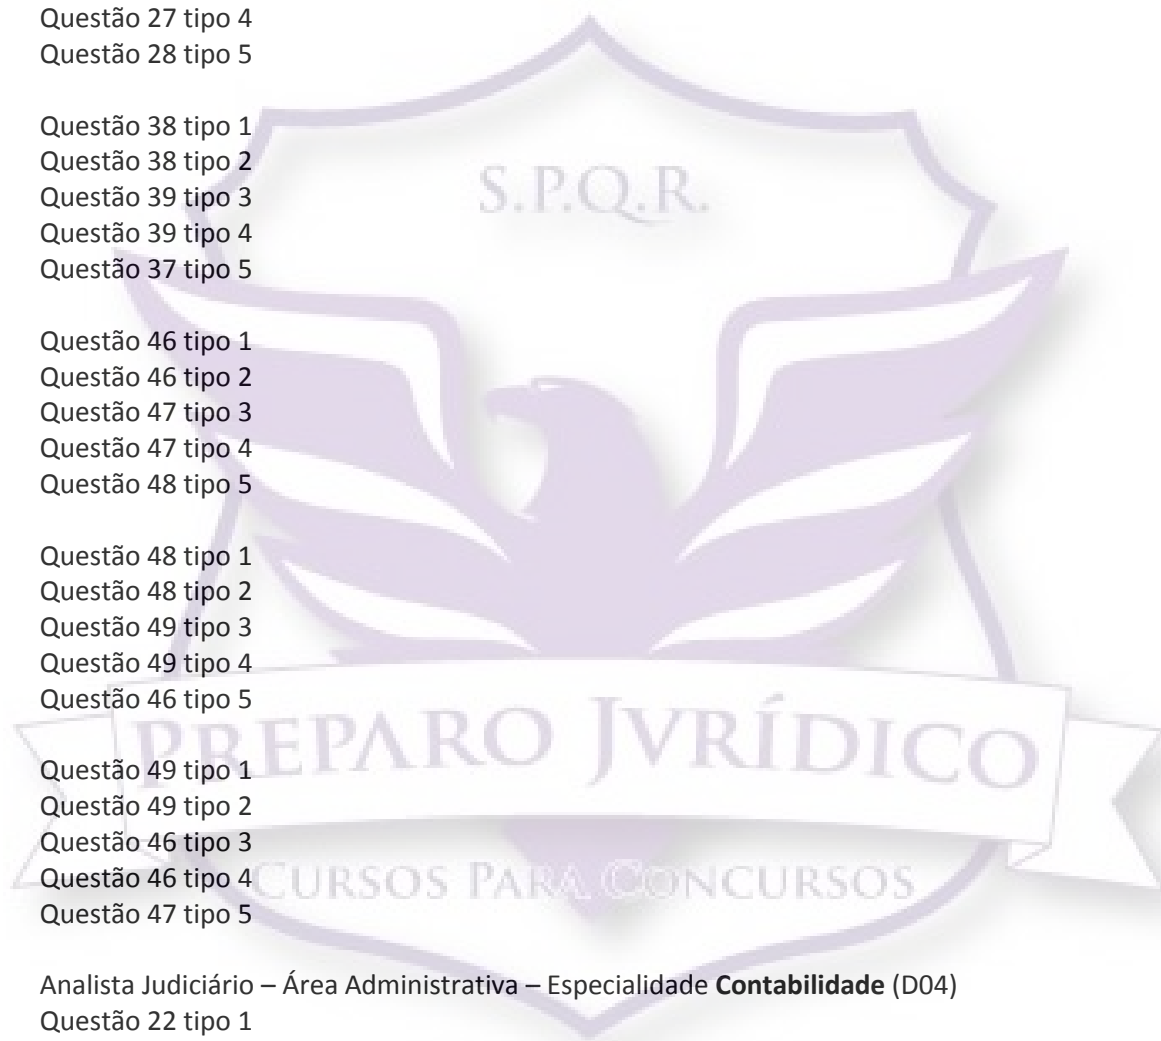 Questão 27 tipo 4
Questão 28 tipo 5
Questão 38 tipo 1
Questão 38 tipo 2
S.P.Q.R.
Questão 39 tipo 3
Questão 39 tipo 4
Questão 37 tipo 5
Questão 46 tipo 1
Questão 46 tipo 2
Questão 47 tipo 3
Questão 47 tipo 4
Questão 48 tipo 5
Questão 48 tipo 1
Questão 48 tipo 2
Questão 49 tipo 3
Questão 49 tipo 4
Questão 46 tipo 5
PREPARO JVRÍDICO
Questão 49 tipo 1
Questão 49 tipo 2
Questão 46 tipo 3
Questão 46 tipo 4
CURSOS PARA CONCURSOS
Questão 47 tipo 5
Analista Judiciário – Área Administrativa – Especialidade Contabilidade (D04)
Questão 22 tipo 1